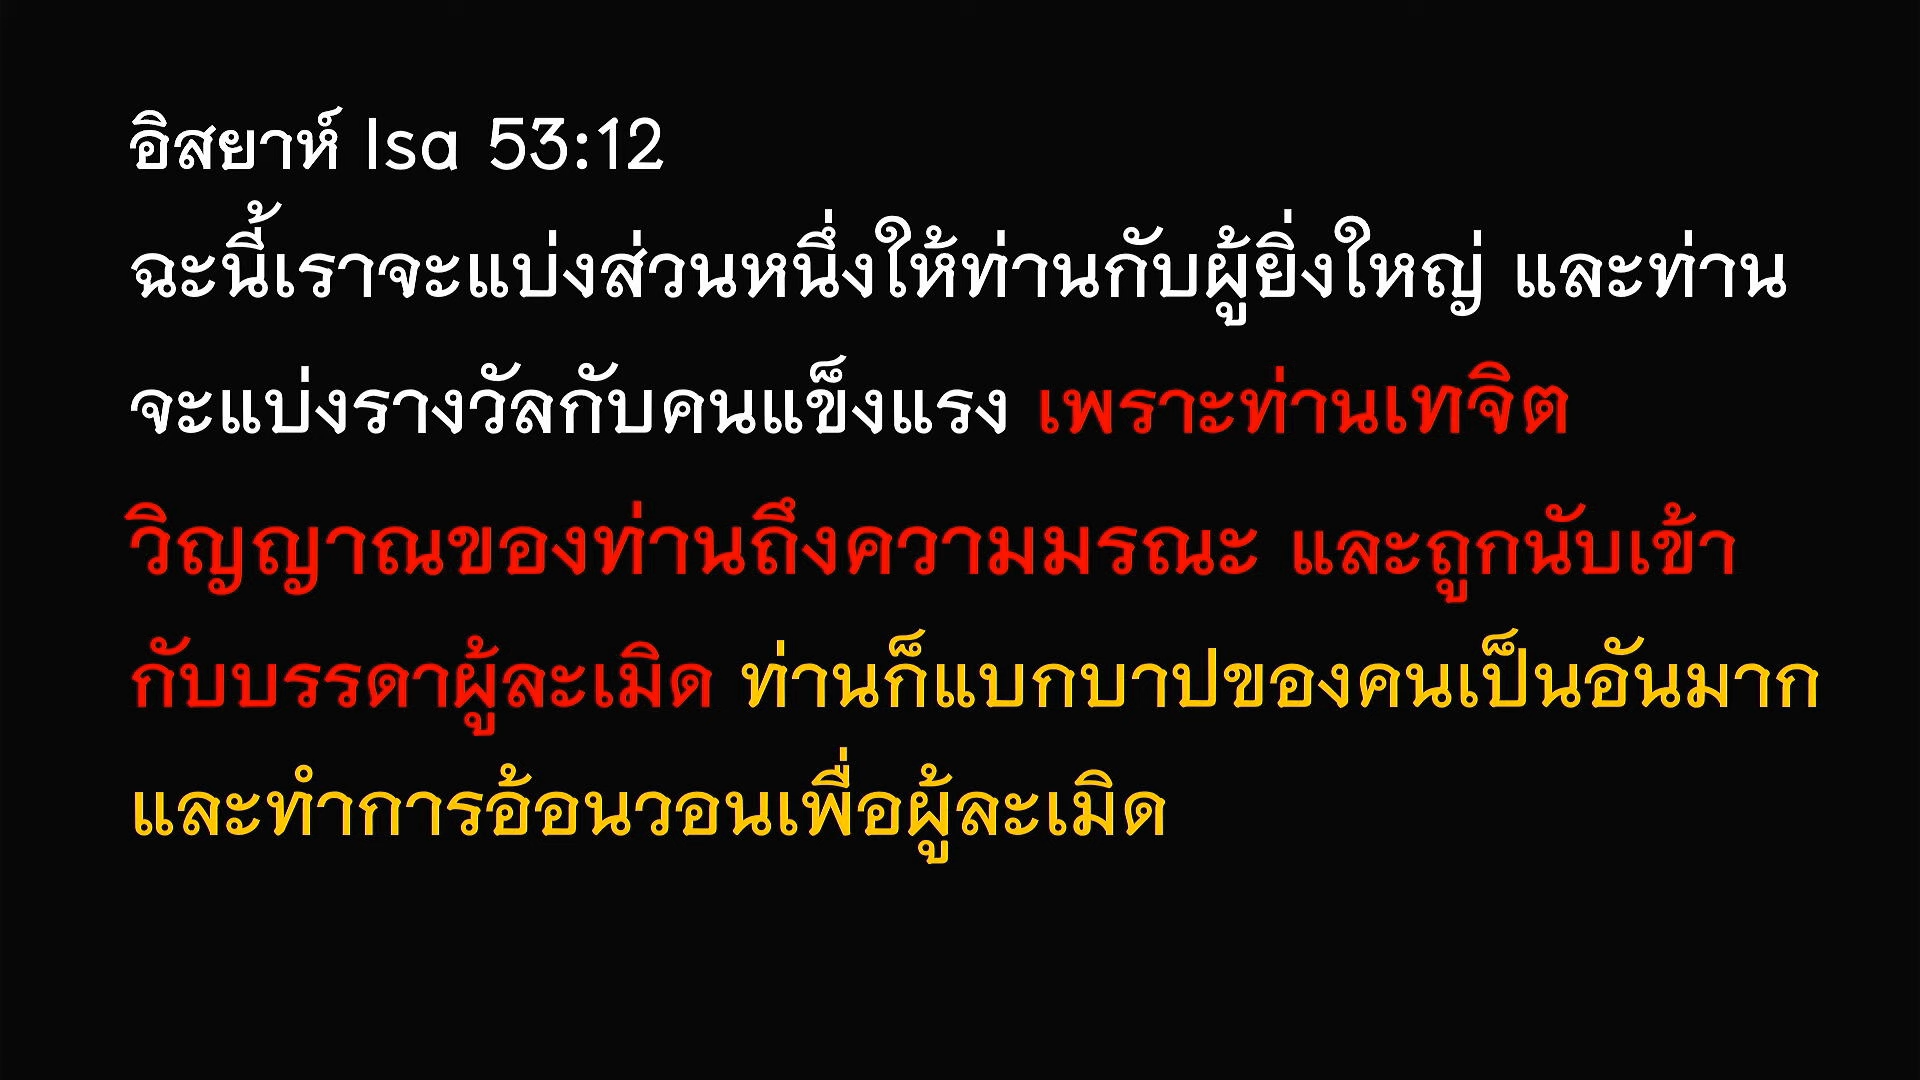 อิสยาห์ Isa 53:12
ฉะนี้เราจะแบ่งส่วนหนึ่งให้ท่านกับผู้ยิ่งใหญ่ และท่าน
จะแบ่งรางวัลกับคนแข็งแรง เพราะท่านเทจิต
วิญญาณของท่านถึงความมรณะ และถูกนับเข้า
กับบรรดาผู้ละเมิด ท่านก็แบกบาปของคนเป็นอันมาก
และทำการอ้อนวอนเพื่อผู้ละเมิด